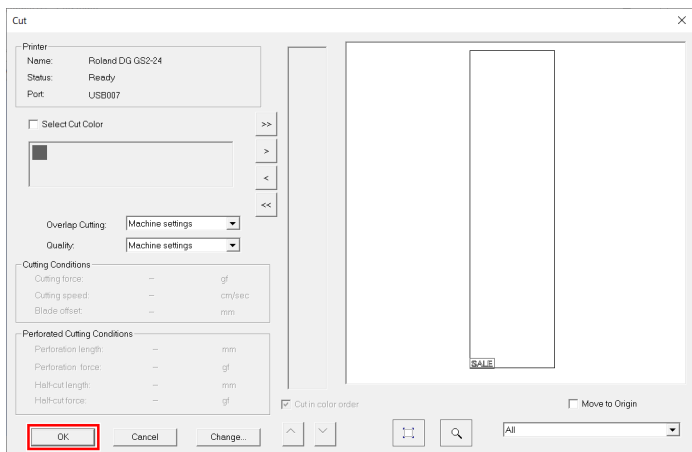 Cut
Printer
Name: Roland DG GS2-24
Status: Ready
Port: USB007
Select Cut Color
>>
>
<
<<
Overlap Cutting: Machine settings
Quality: Machine settings
Cutting Conditions
Cutting force: -- gf
Cutting speed: -- cm/sec
Blade offset: -- mm
Perforated Cutting Conditions
Perforation length: -- mm
Perforation force: -- gf
Half-cut length: -- mm
Half-cut force: -- gf
SALE
Cut in color order
Move to Origin
OK
Cancel
Change...
All